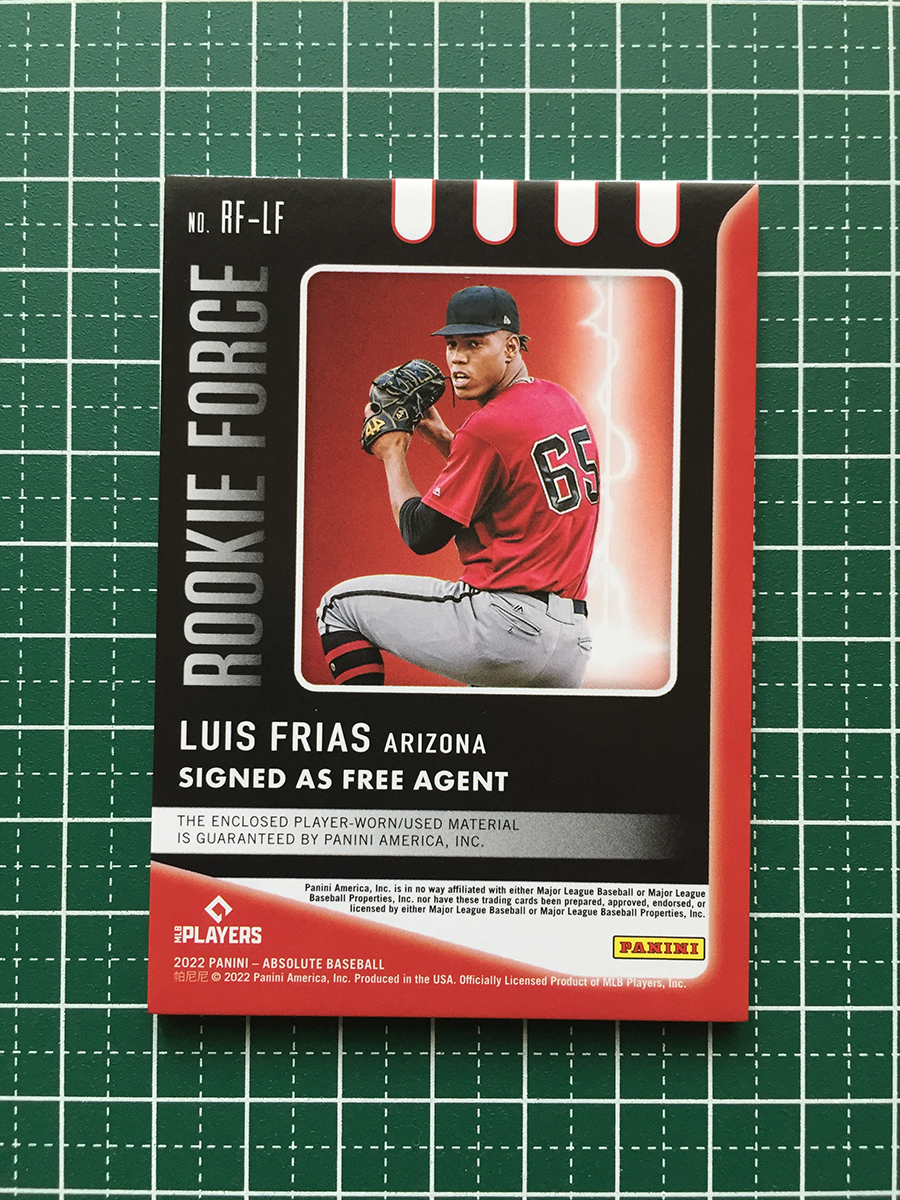 NO. RF-LF
ROOKIE FORCE
65
LUIS FRIAS ARIZONA
SIGNED AS FREE AGENT
THE ENCLOSED PLAYER-WORN/USED MATERIAL
IS GUARANTEED BY PANINI AMERICA, INC.
Panini America, Inc. is in no way affiliated with either Major League Baseball or Major League
Baseball Properties, Inc. nor have these trading cards been prepared, approved, endorsed, or
licensed by either Major League Baseball or Major League Baseball Properties, Inc.
MLB PLAYERS
PANINI
2022 PANINI – ABSOLUTE BASEBALL
帕尼尼 © 2022 Panini America, Inc. Produced in the USA. Officially Licensed Product of MLB Players, Inc.